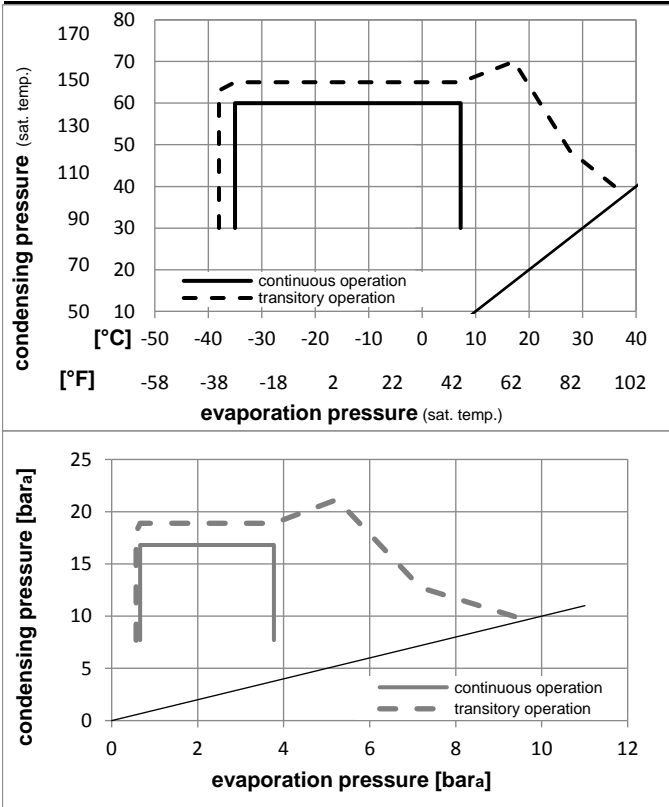 condensing pressure (sat. temp.)
170 80
70
150 60
130 50
110 40
90 30
70 20
50 10
continuous operation
transitory operation
[°C] -50 -40 -30 -20 -10 0 10 20 30 40
[°F] -58 -38 -18 2 22 42 62 82 102
evaporation pressure (sat. temp.)
condensing pressure [bara]
25
20
15
10
5
0
continuous operation
transitory operation
0 2 4 6 8 10 12
evaporation pressure [bara]